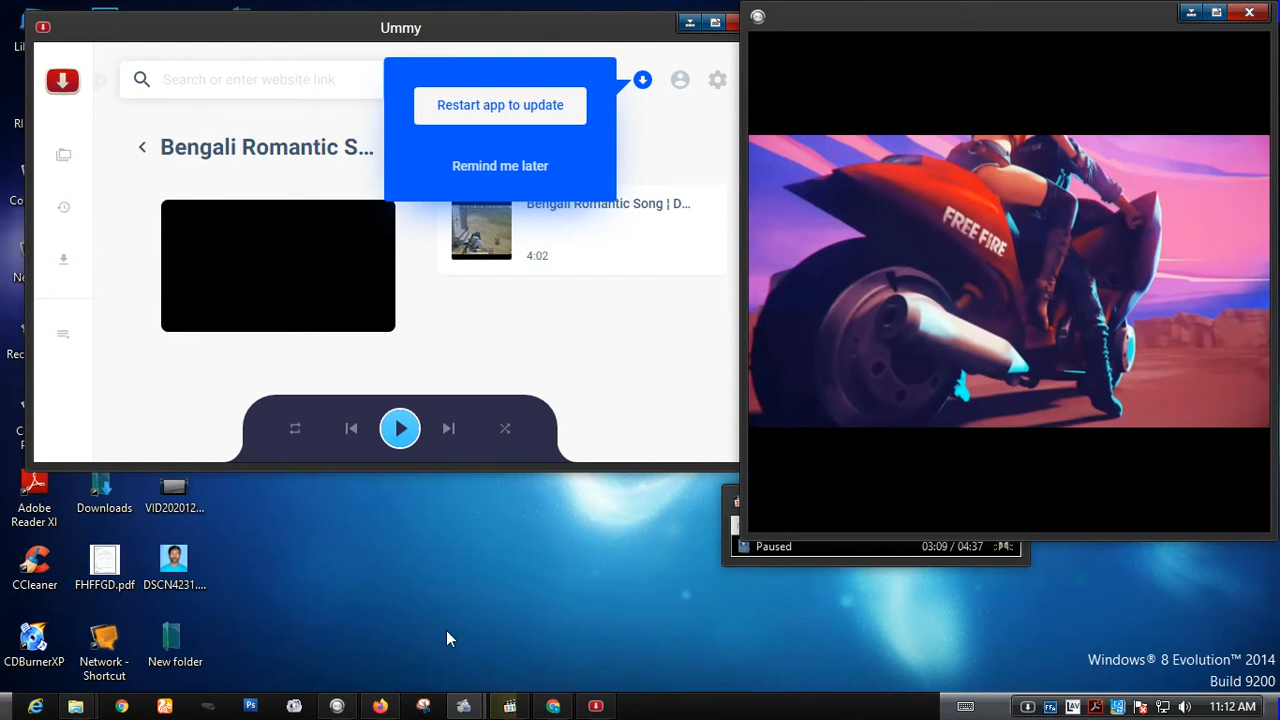 Ummy
Search or enter website link
Restart app to update
Remind me later
Bengali Romantic S...
Bengali Romantic Song ¦ D...
4:02
FREE FIRE
Paused
03:09 / 04:37
Adobe
Reader XI
Downloads
VID202012...
CCleaner
FHFFGD.pdf
DSCN4231....
CDBurnerXP
Network -
Shortcut
New folder
Windows® 8 Evolution™ 2014
Build 9200
Ps
11:12 AM